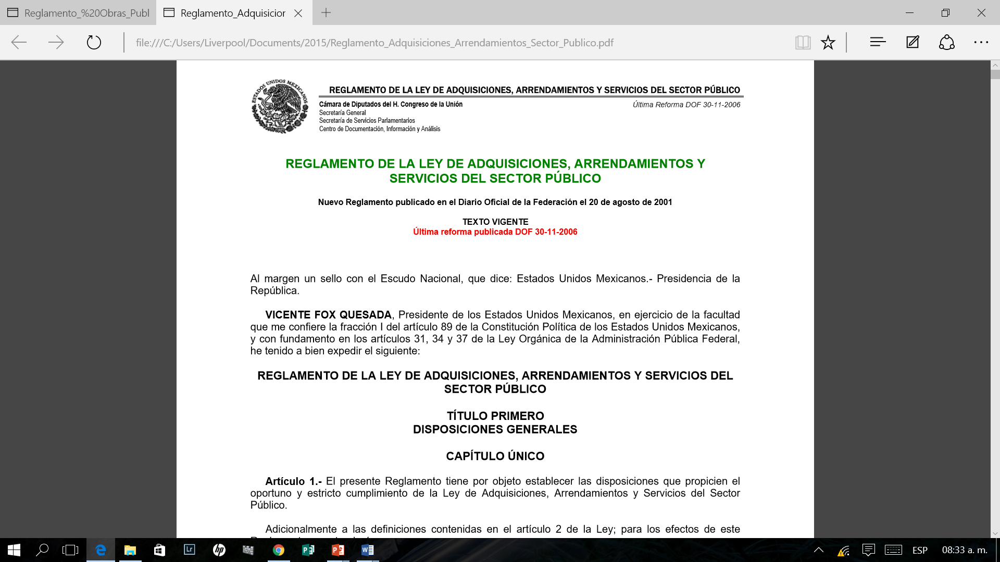 Reglamento_%20Obras_Publ
Reglamento_Adquisicior
file:///C:/Users/Liverpool/Documents/2015/Reglamento_Adquisiciones_Arrendamientos_Sector_Publico.pdf
ESTADOS UNIDOS MEXICANOS
REGLAMENTO DE LA LEY DE ADQUISICIONES, ARRENDAMIENTOS Y SERVICIOS DEL SECTOR PÚBLICO
Cámara de Diputados del H. Congreso de la Unión
Última Reforma DOF 30-11-2006
Secretaría General
Secretaría de Servicios Parlamentarios
Centro de Documentación, Información y Análisis
REGLAMENTO DE LA LEY DE ADQUISICIONES, ARRENDAMIENTOS Y
SERVICIOS DEL SECTOR PÚBLICO
Nuevo Reglamento publicado en el Diario Oficial de la Federación el 20 de agosto de 2001
TEXTO VIGENTE
Última reforma publicada DOF 30-11-2006
Al margen un sello con el Escudo Nacional, que dice: Estados Unidos Mexicanos.- Presidencia de la
República.
VICENTE FOX QUESADA, Presidente de los Estados Unidos Mexicanos, en ejercicio de la facultad
que me confiere la fracción I del artículo 89 de la Constitución Política de los Estados Unidos Mexicanos,
y con fundamento en los artículos 31, 34 y 37 de la Ley Orgánica de la Administración Pública Federal,
he tenido a bien expedir el siguiente:
REGLAMENTO DE LA LEY DE ADQUISICIONES, ARRENDAMIENTOS Y SERVICIOS DEL
SECTOR PÚBLICO
TÍTULO PRIMERO
DISPOSICIONES GENERALES
CAPÍTULO ÚNICO
Artículo 1.- El presente Reglamento tiene por objeto establecer las disposiciones que propicien el
oportuno y estricto cumplimiento de la Ley de Adquisiciones, Arrendamientos y Servicios del Sector
Público.
Adicionalmente a las definiciones contenidas en el artículo 2 de la Ley; para los efectos de este
Lr
hp
ESP
08:33 a. m.